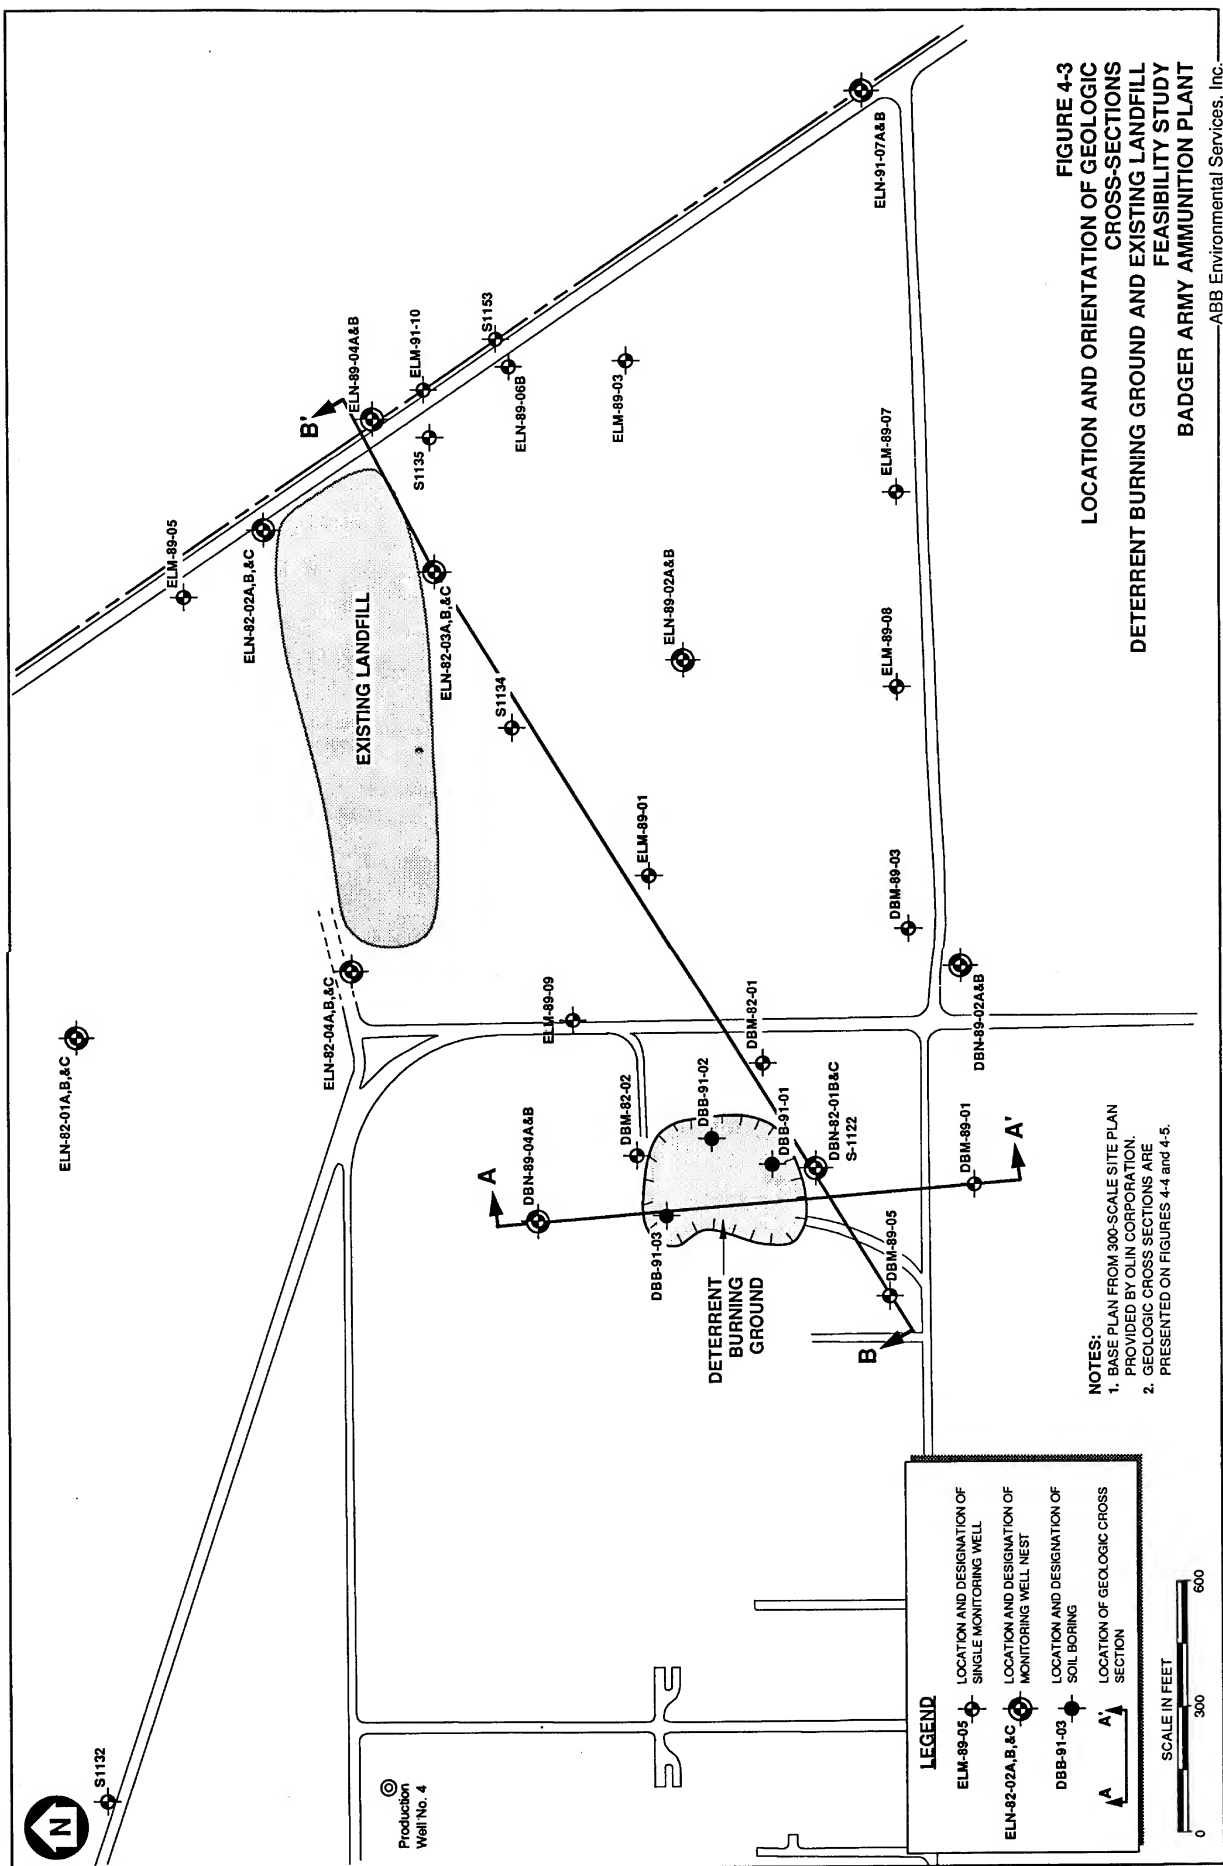 N
S1132
ELN-82-01A,B,&C
ELM-89-05
ELN-82-02A,B,&C
ELN-82-04A,B,&C
EXISTING LANDFILL
B'
ELN-89-04A&B
ELM-91-10
S1135
S1153
ELN-89-06B
ELN-82-03A,B,&C
S1134
ELM-89-03
ELM-89-09
ELM-89-01
ELN-89-02A&B
Production
Well No. 4
A
DBN-89-04A&B
DBM-82-02
DBB-91-02
DBM-82-01
DBB-91-03
DBB-91-01
DETERRENT
BURNING
GROUND
DBN-82-01B&C
S-1122
DBM-89-05
B
DBM-89-03
ELM-89-08
ELM-89-07
ELN-91-07A&B
DBN-89-02A&B
DBM-89-01
A'
LEGEND
ELM-89-05
LOCATION AND DESIGNATION OF
SINGLE MONITORING WELL
ELN-82-02A,B,&C
LOCATION AND DESIGNATION OF
MONITORING WELL NEST
DBB-91-03
LOCATION AND DESIGNATION OF
SOIL BORING
A A'
LOCATION OF GEOLOGIC CROSS
SECTION
SCALE IN FEET
0 300 600
NOTES:
1. BASE PLAN FROM 300-SCALE SITE PLAN
PROVIDED BY OLIN CORPORATION.
2. GEOLOGIC CROSS SECTIONS ARE
PRESENTED ON FIGURES 4-4 and 4-5.
FIGURE 4-3
LOCATION AND ORIENTATION OF GEOLOGIC
CROSS-SECTIONS
DETERRENT BURNING GROUND AND EXISTING LANDFILL
FEASIBILITY STUDY
BADGER ARMY AMMUNITION PLANT
ABB Environmental Services, Inc.